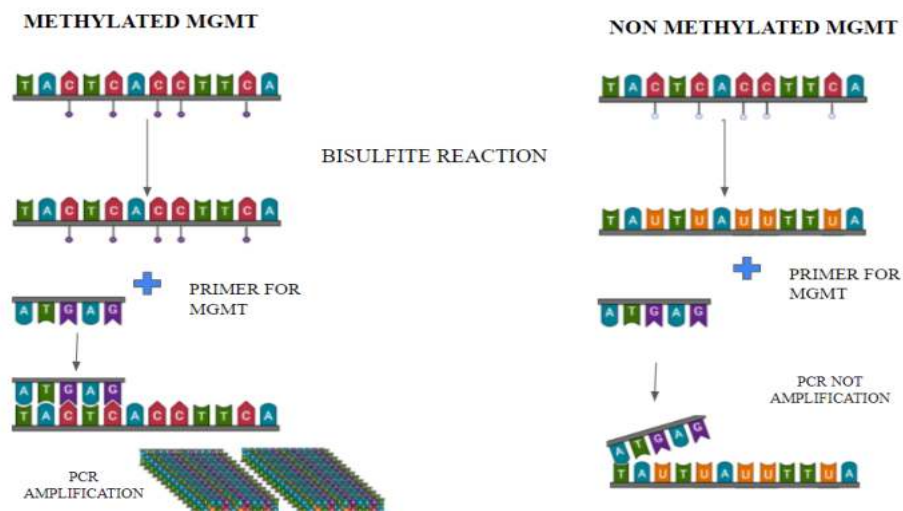 METHYLATED MGMT
NON METHYLATED MGMT
T A C T C A C C T T C A
T A C T C A C C T T C A
BISULFITE REACTION
T A C T C A C C T T C A
T A U T U A U U T T U A
PRIMER FOR
MGMT
PRIMER FOR
MGMT
A T G A G
A T G A G
A T G A G
T A C T C A C C T T C A
PCR NOT
AMPLIFICATION
A T G A G
T A U T U A U U T T U A
PCR
AMPLIFICATION